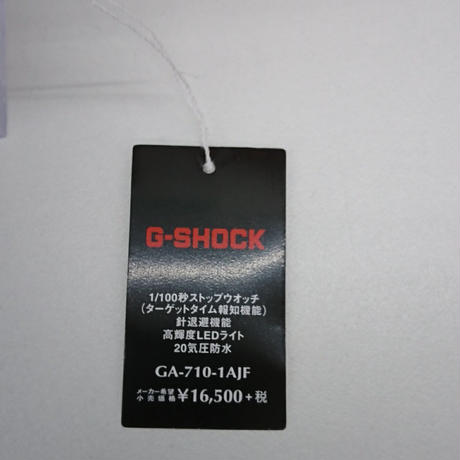 G-SHOCK
1/100秒ストップウオッチ
(ターゲットタイム報知機能)
針退避機能
高輝度LEDライト
20気圧防水
GA-710-1AJF
メーカー希望
小売価格 ¥16,500+税